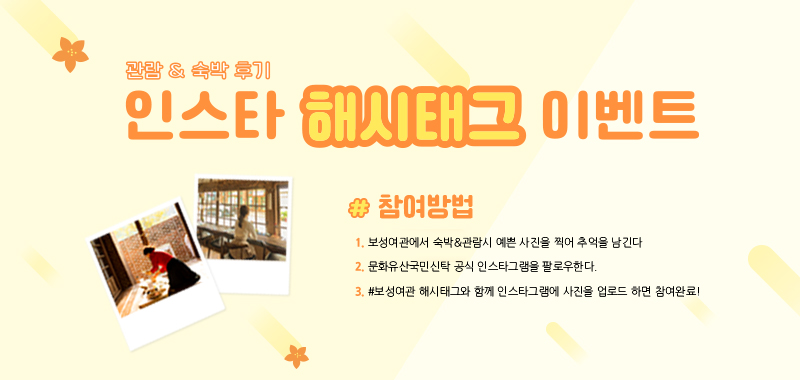 관람 & 숙박 후기
인스타 해시태그 이벤트
# 참여방법
1. 보성여관에서 숙박&관람시 예쁜 사진을 찍어 추억을 남긴다
2. 문화유산국민신탁 공식 인스타그램을 팔로우한다.
3. #보성여관 해시태그와 함께 인스타그램에 사진을 업로드 하면 참여완료!